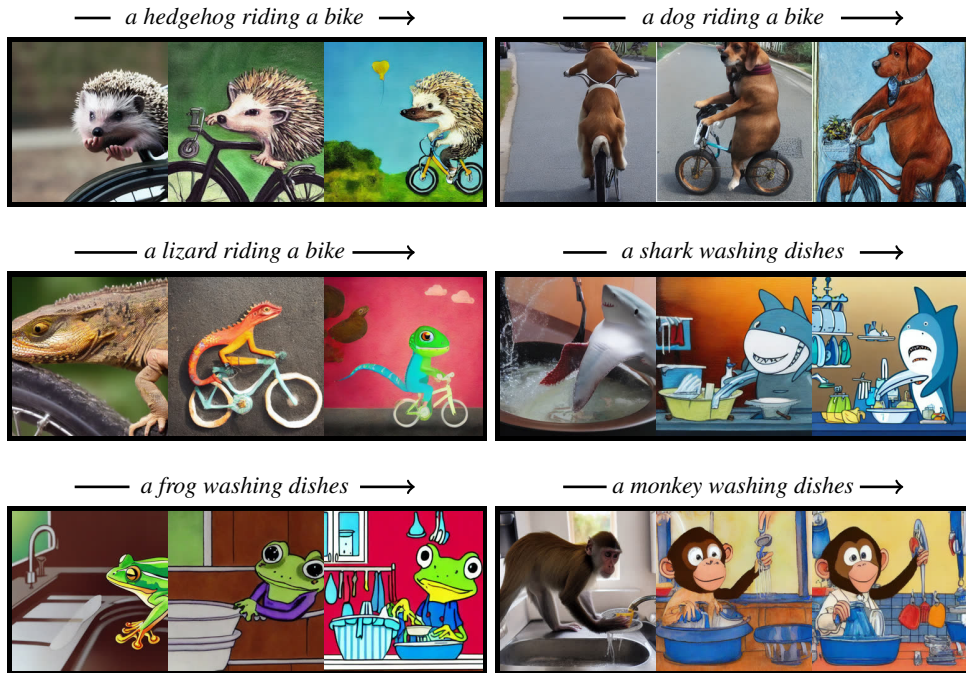 a hedgehog riding a bike
a dog riding a bike
a lizard riding a bike
a shark washing dishes
a frog washing dishes
a monkey washing dishes